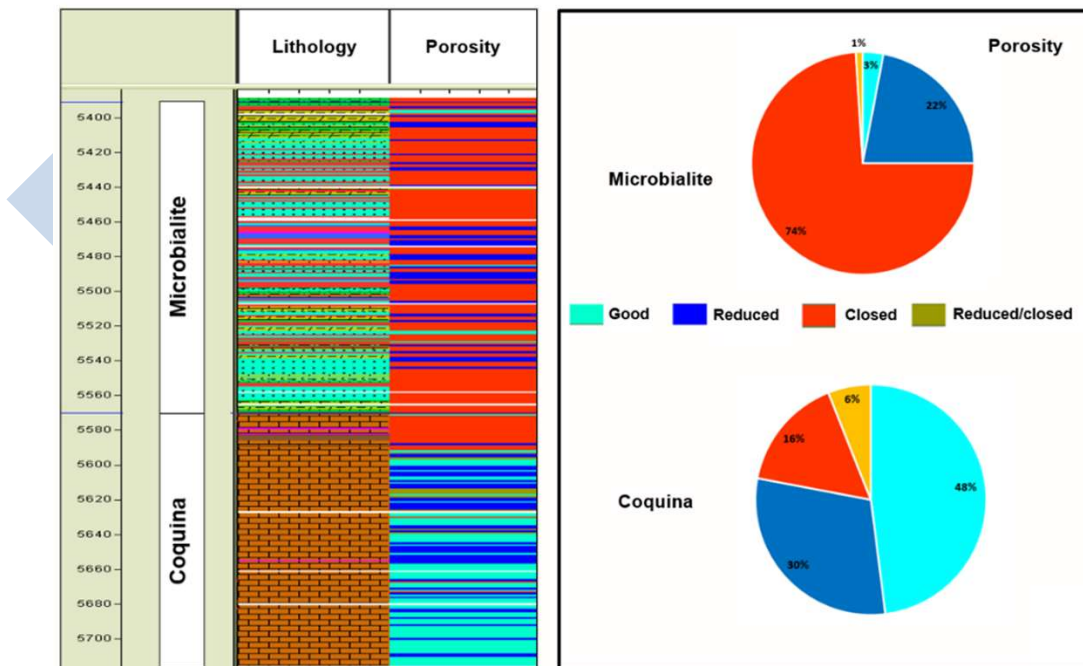 Lithology
Porosity
5400
5420
5440
5460
5480
5500
5520
5540
5560
5580
5600
5620
5640
5660
5680
5700
Microbialite
Coquina
Porosity
1%
3%
22%
74%
Microbialite
Good
Reduced
Closed
Reduced/closed
6%
16%
48%
30%
Coquina